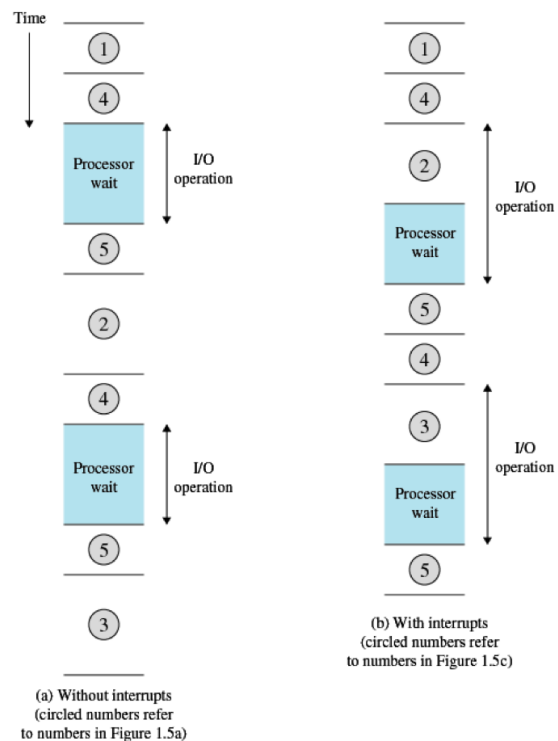 Time
1
4
Processor
wait
I/O
operation
5
2
4
Processor
wait
I/O
operation
5
3
(a) Without interrupts
(circled numbers refer
to numbers in Figure 1.5a)
1
4
2
I/O
operation
Processor
wait
5
4
3
I/O
operation
Processor
wait
5
(b) With interrupts
(circled numbers refer
to numbers in Figure 1.5c)